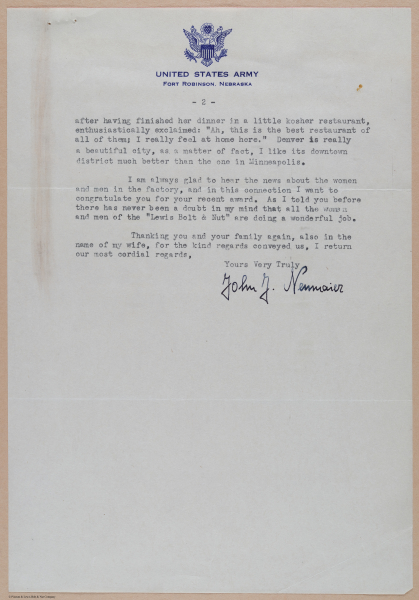 UNITED STATES ARMY
FORT ROBINSON, NEBRASKA
- 2 -
after having finished her dinner in a little kosher restaurant,
enthusiastically exclaimed: "Ah, this is the best restaurant of
all of them; I really feel at home here." Denver is really
a beautiful city, as a matter of fact, I like its downtown
district much better than the one in Minneapolis.
I am always glad to hear the news about the women
and men in the factory, and in this connection I want to
congratulate you for your recent award. As I told you before
there has never been a doubt in my mind that all the women
and men of the "Lewis Bolt & Nut" are doing a wonderful job.
Thanking you and your family again, also in the
name of my wife, for the kind regards conveyed us, I return
our most cordial regards,
Yours Very Truly
John J. Neumaier